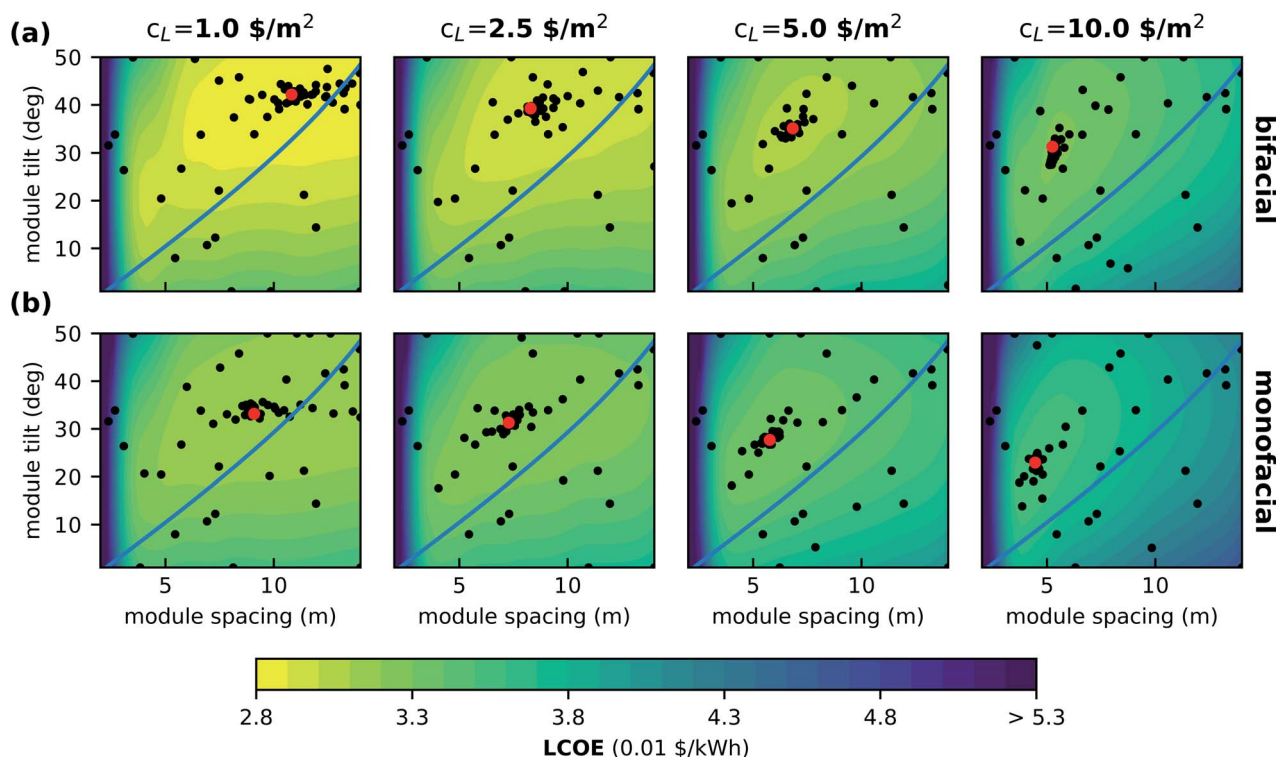 (a)
c_L=1.0 $/m²
c_L=2.5 $/m²
c_L=5.0 $/m²
c_L=10.0 $/m²
module tilt (deg)
50
40
30
20
10
bifacial
(b)
module tilt (deg)
50
40
30
20
10
monofacial
5 10
5 10
5 10
5 10
module spacing (m)
module spacing (m)
module spacing (m)
module spacing (m)
2.8 3.3 3.8 4.3 4.8 > 5.3
LCOE (0.01 $/kWh)